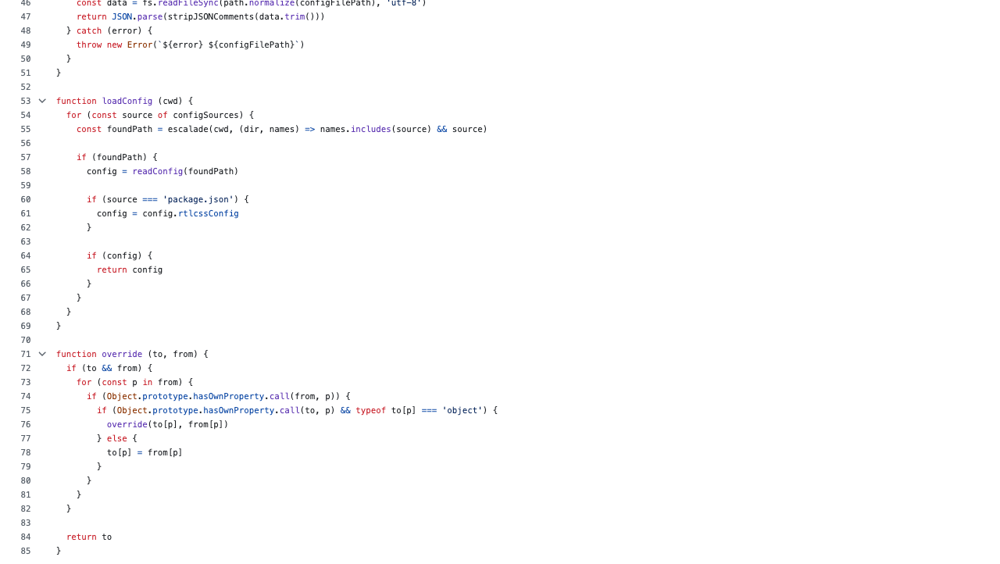 46 const data = fs.readFileSync(path.normalize(configFilePath), 'utf-8')
47 return JSON.parse(stripJSONComments(data.trim()))
48 } catch (error) {
49 throw new Error(`${error} ${configFilePath}`)
50 }
51 }
52
53 function loadConfig (cwd) {
54 for (const source of configSources) {
55 const foundPath = escalade(cwd, (dir, names) => names.includes(source) && source)
56
57 if (foundPath) {
58 config = readConfig(foundPath)
59
60 if (source === 'package.json') {
61 config = config.rtlcssConfig
62 }
63
64 if (config) {
65 return config
66 }
67 }
68 }
69 }
70
71 function override (to, from) {
72 if (to && from) {
73 for (const p in from) {
74 if (Object.prototype.hasOwnProperty.call(from, p)) {
75 if (Object.prototype.hasOwnProperty.call(to, p) && typeof to[p] === 'object') {
76 override(to[p], from[p])
77 } else {
78 to[p] = from[p]
79 }
80 }
81 }
82 }
83
84 return to
85 }